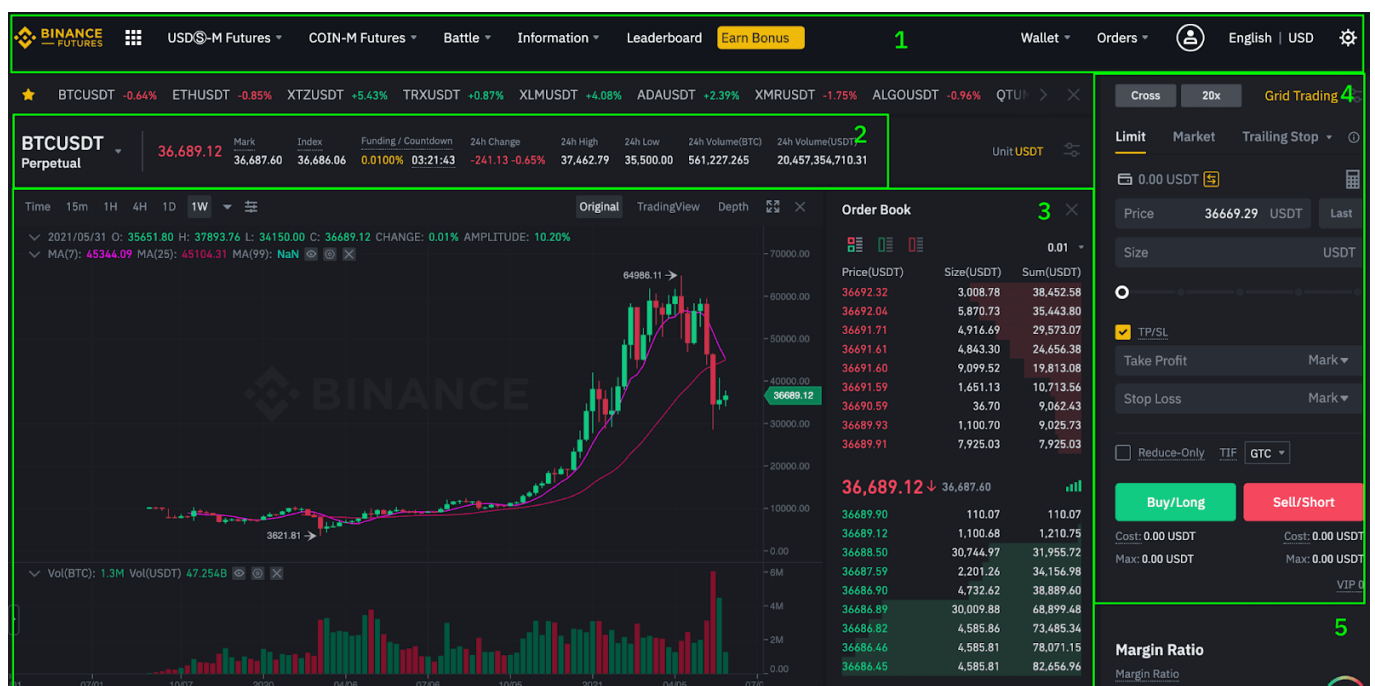 BINANCE FUTURES USDⓈ-M Futures COIN-M Futures Battle Information Leaderboard Earn Bonus 1 Wallet Orders English | USD
BTCUSDT -0.64% ETHUSDT -0.85% XTZUSDT +5.43% TRXUSDT +0.87% XLMUSDT +4.08% ADAUSDT +2.39% XMRUSDT -1.75% ALGOUSDT -0.96%
BTCUSDT
Perpetual
36,689.12
Mark
36,687.60
Index
36,686.06
Funding / Countdown
0.0100% 03:21:43
24h Change
-241.13 -0.65%
24h High
37,462.79
24h Low
35,500.00
24h Volume(BTC)
561,227.265
24h Volume(USDT)
20,457,354,710.31
2
Unit USDT
Time 15m 1H 4H 1D 1W Original TradingView Depth
2021/05/31 O: 35651.80 H: 37893.76 L: 34150.00 C: 36689.12 CHANGE: 0.01% AMPLITUDE: 10.20%
MA(7): 45344.09 MA(25): 45104.31 MA(99): NaN
70000.00
64986.11
60000.00
50000.00
40000.00
36689.12
BINANCE
30000.00
20000.00
10000.00
3621.81
0.00
Vol(BTC): 1.3M Vol(USDT) 47.254B
6M
4M
2M
0.00
07/01 10/07 2020 04/06 07/06 10/05 2021 04/05
Order Book 3
0.01
Price(USDT) Size(USDT) Sum(USDT)
36692.32 3,008.78 38,452.58
36692.04 5,870.73 35,443.80
36691.71 4,916.69 29,573.07
36691.61 4,843.30 24,656.38
36691.60 9,099.52 19,813.08
36691.59 1,651.13 10,713.56
36690.59 36.70 9,062.43
36689.93 1,100.70 9,025.73
36689.91 7,925.03 7,925.03
36,689.12 36,687.60
36689.90 110.07 110.07
36689.12 1,100.68 1,210.75
36688.50 30,744.97 31,955.72
36687.59 2,201.26 34,156.98
36686.90 4,732.62 38,889.60
36686.89 30,009.88 68,899.48
36686.82 4,585.86 73,485.34
36686.46 4,585.81 78,071.15
36686.45 4,585.81 82,656.96
Cross 20x Grid Trading 4
Limit Market Trailing Stop
0.00 USDT
Price 36669.29 USDT Last
Size USDT
TP/SL
Take Profit Mark
Stop Loss Mark
Reduce-Only TIF GTC
Buy/Long Sell/Short
Cost: 0.00 USDT Cost: 0.00 USDT
Max: 0.00 USDT Max: 0.00 USDT
VIP 0
5
Margin Ratio
Margin Ratio